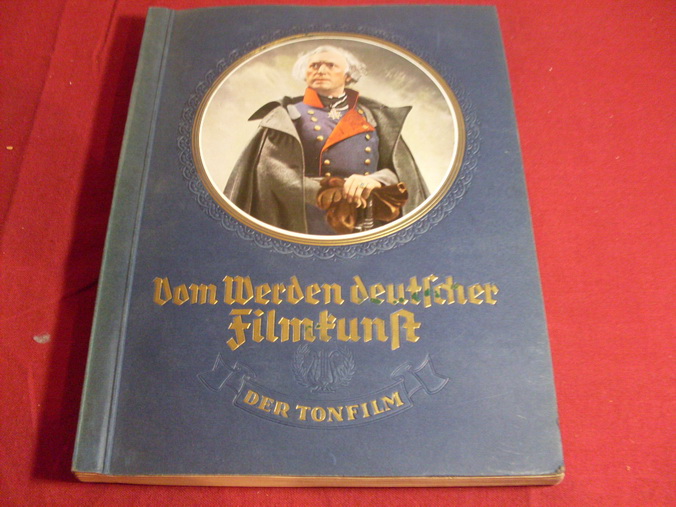 Vom Werden deutscher
Filmkunst
DER TONFILM